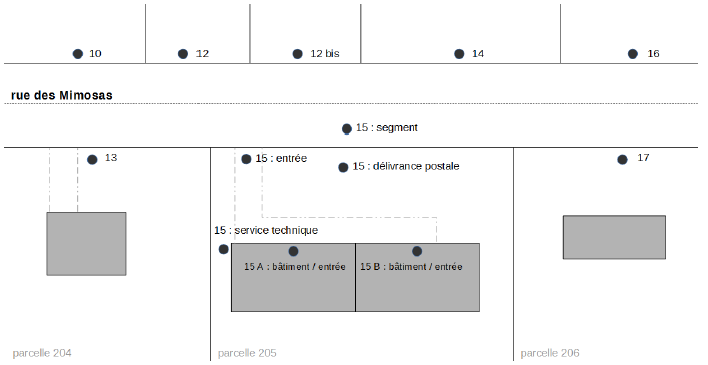 10
12
12 bis
14
16
rue des Mimosas
15 : segment
13
15 : entrée
15 : délivrance postale
17
15 : service technique
15 A : bâtiment / entrée
15 B : bâtiment / entrée
parcelle 204
parcelle 205
parcelle 206